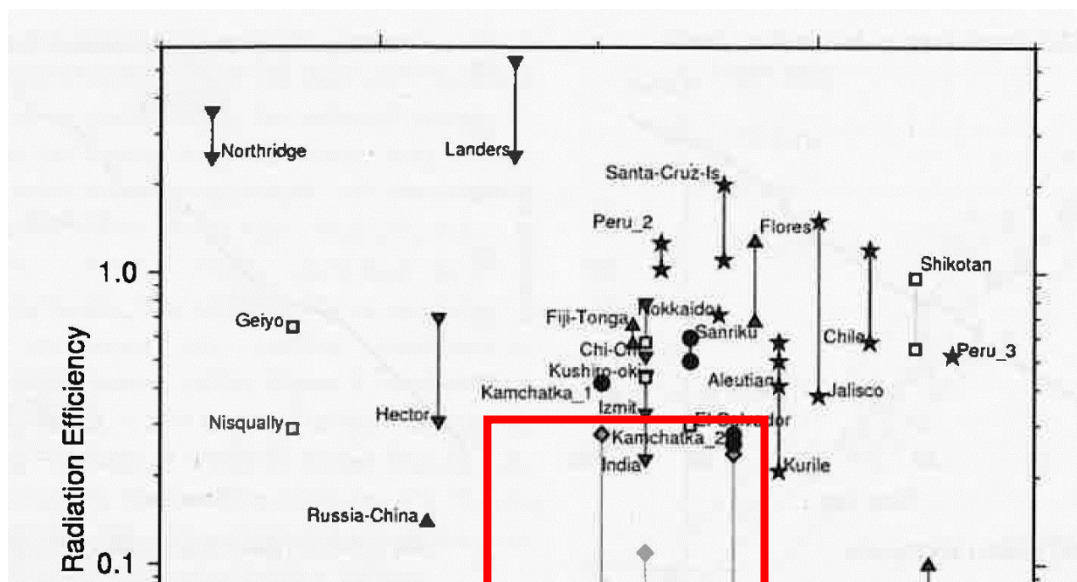 Northridge
Landers
Santa-Cruz-Is
Peru_2
Flores
1.0
Shikotan
Hokkaido
Fiji-Tonga
Geiyo
Sanriku
Chile
Chi-Chi
Peru_3
Kushiro-ok
Aleutian
Kamchatka_1
Jalisco
Izmit
Hector
El Salvador
Nisqually
Kamchatka_2
India
Kurile
Russia-China
0.1
Radiation Efficiency